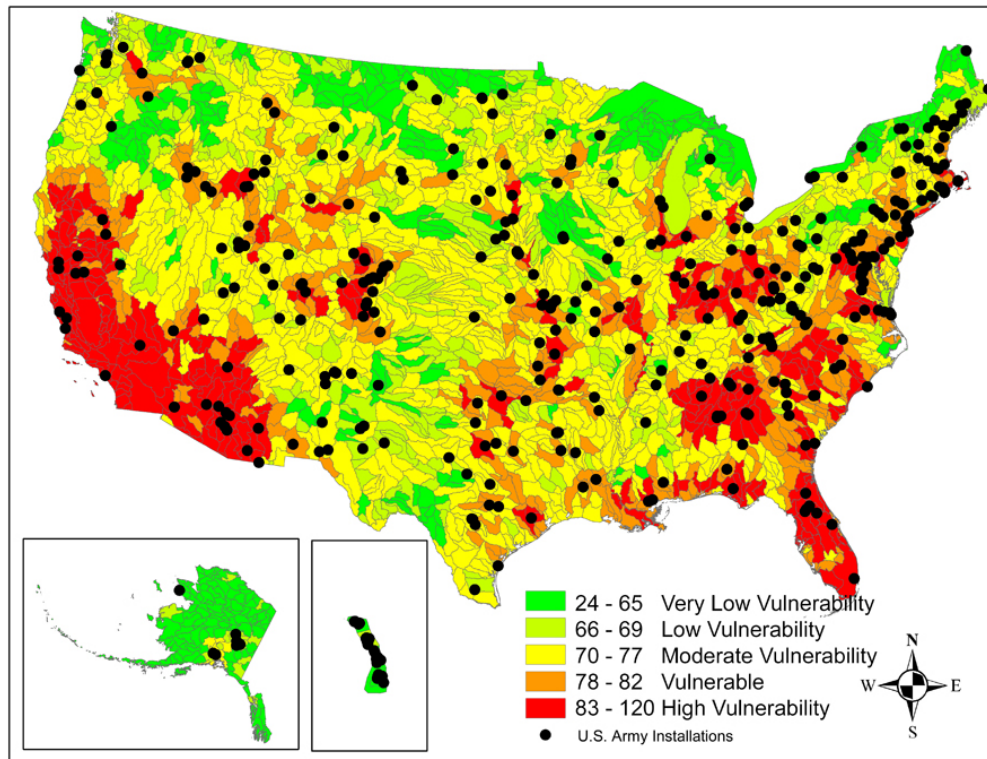 24 - 65 Very Low Vulnerability
66 - 69 Low Vulnerability
70 - 77 Moderate Vulnerability
78 - 82 Vulnerable
83 - 120 High Vulnerability
U.S. Army Installations
N
W E
S